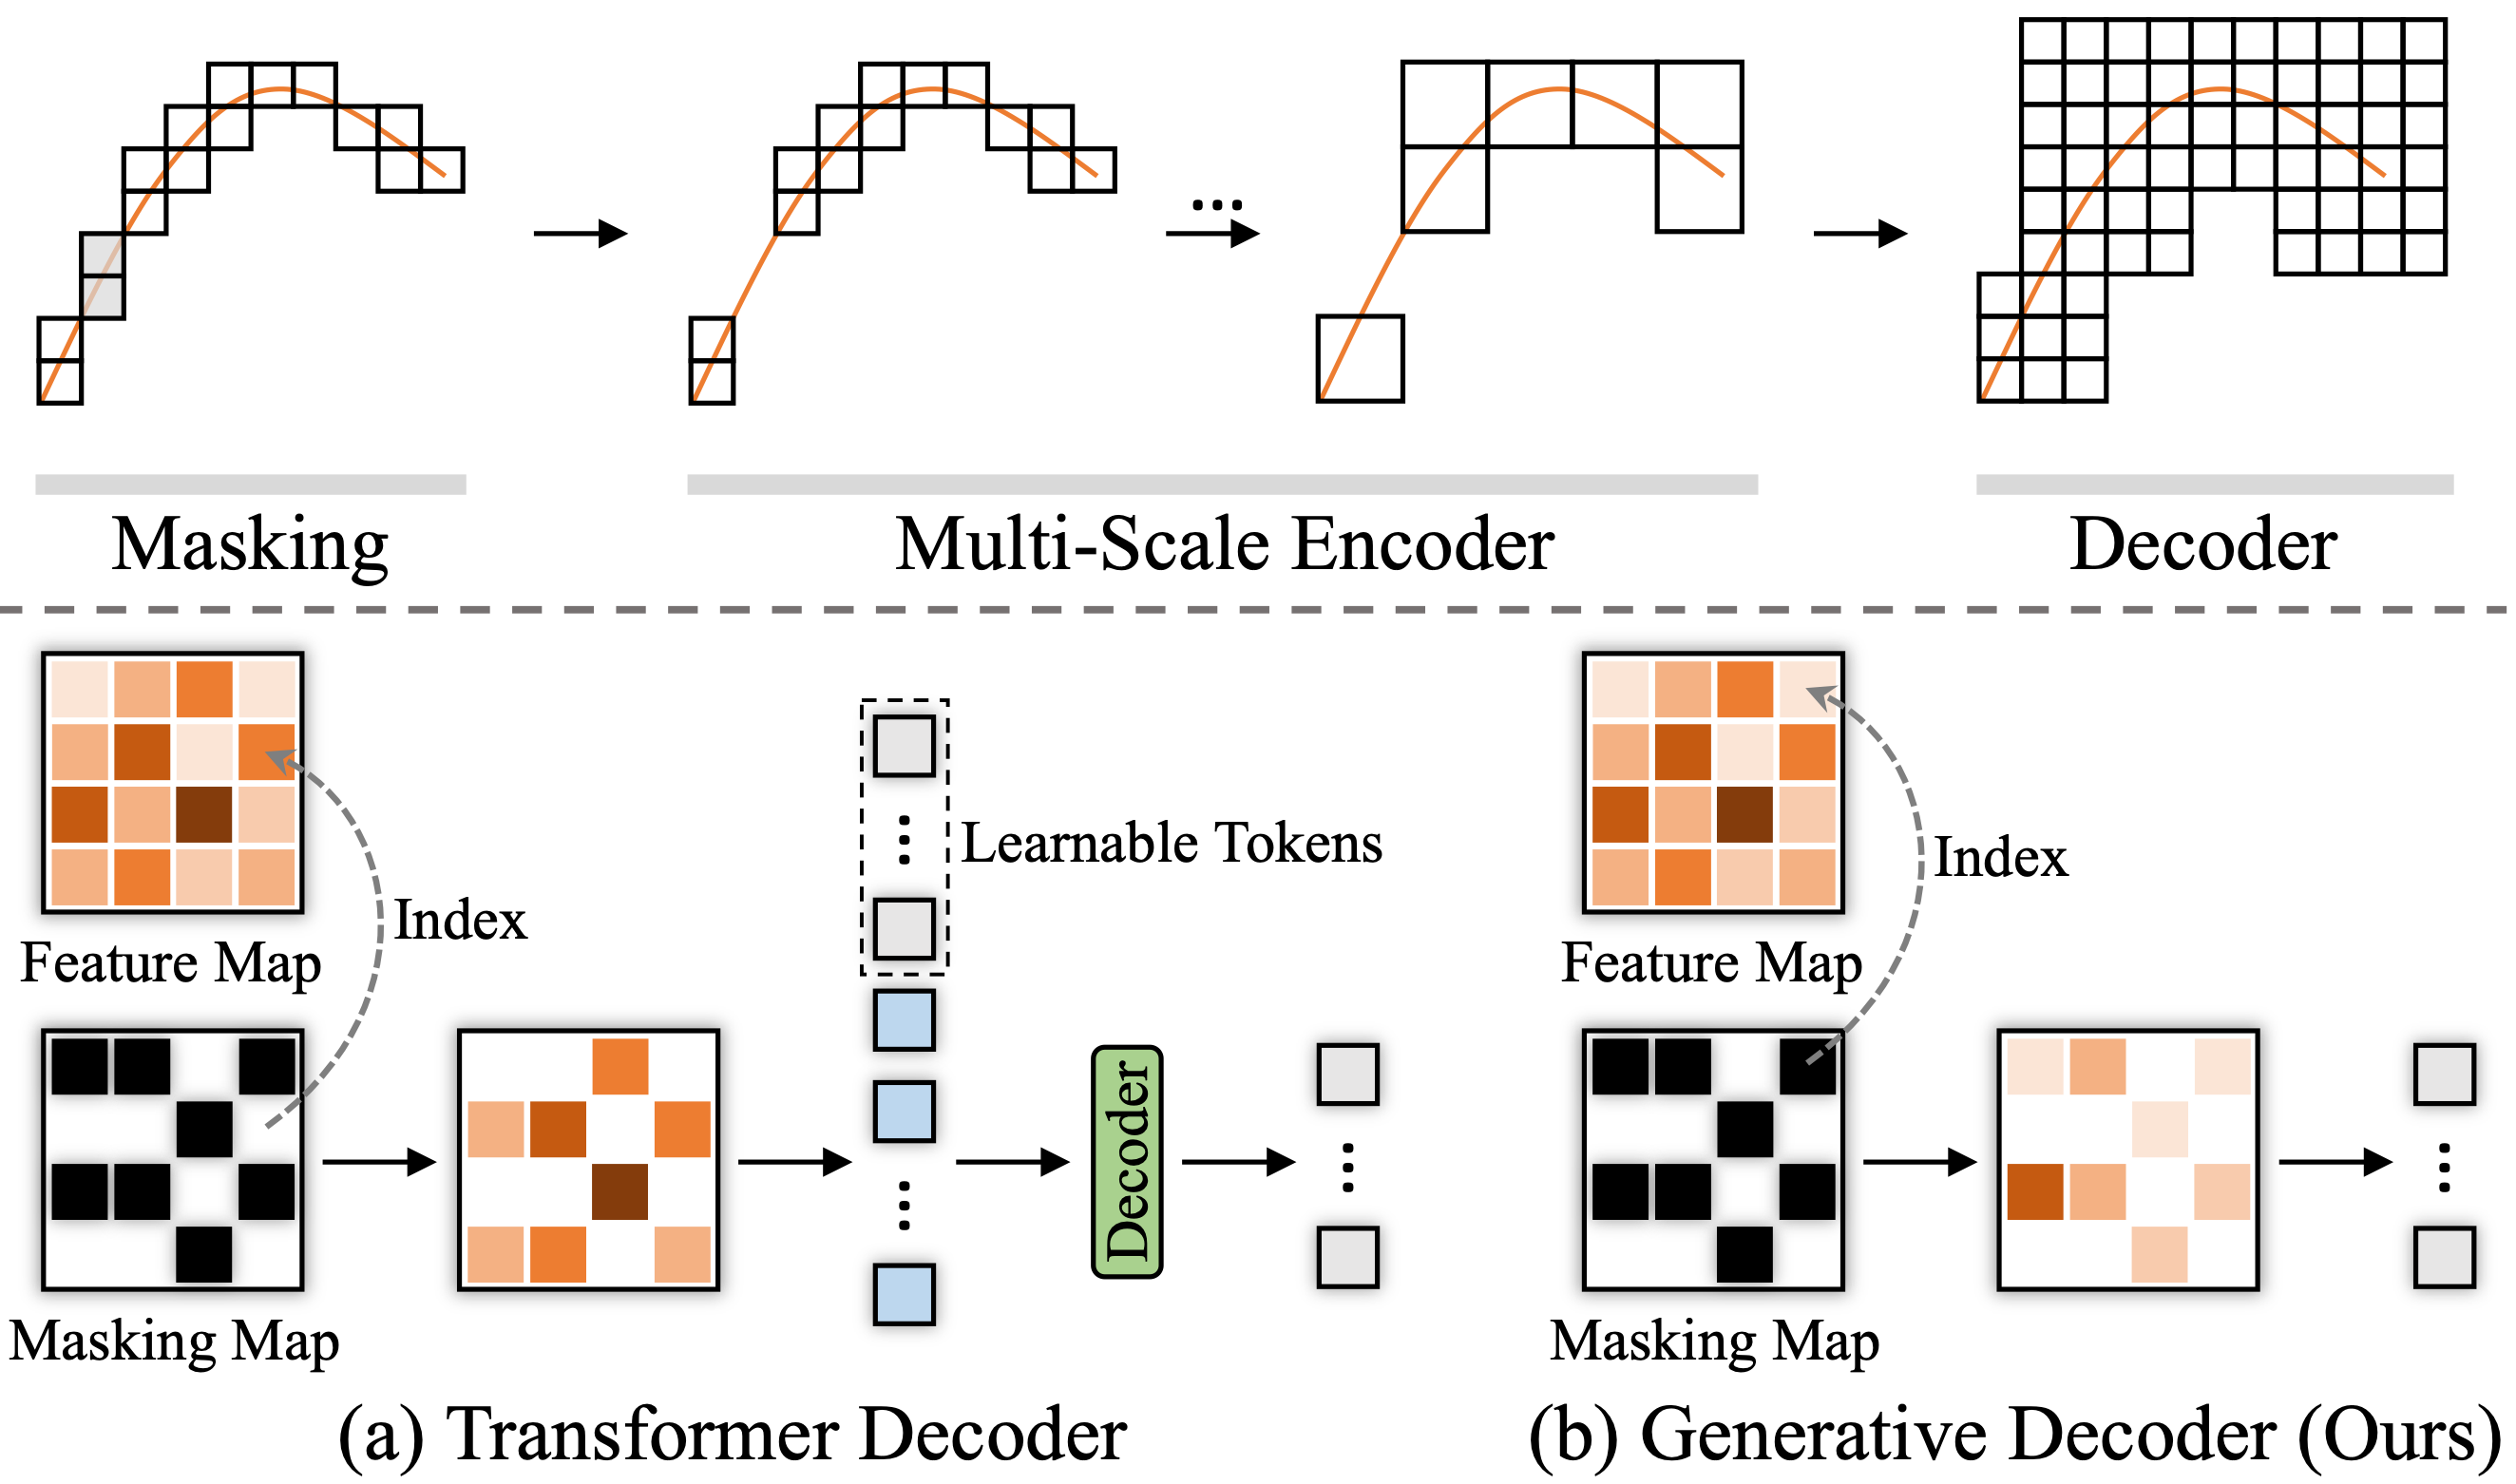 Masking
Multi-Scale Encoder
Decoder
Feature Map
Index
Masking Map
Learnable Tokens
Decoder
(a) Transformer Decoder
Feature Map
Index
Masking Map
(b) Generative Decoder (Ours)